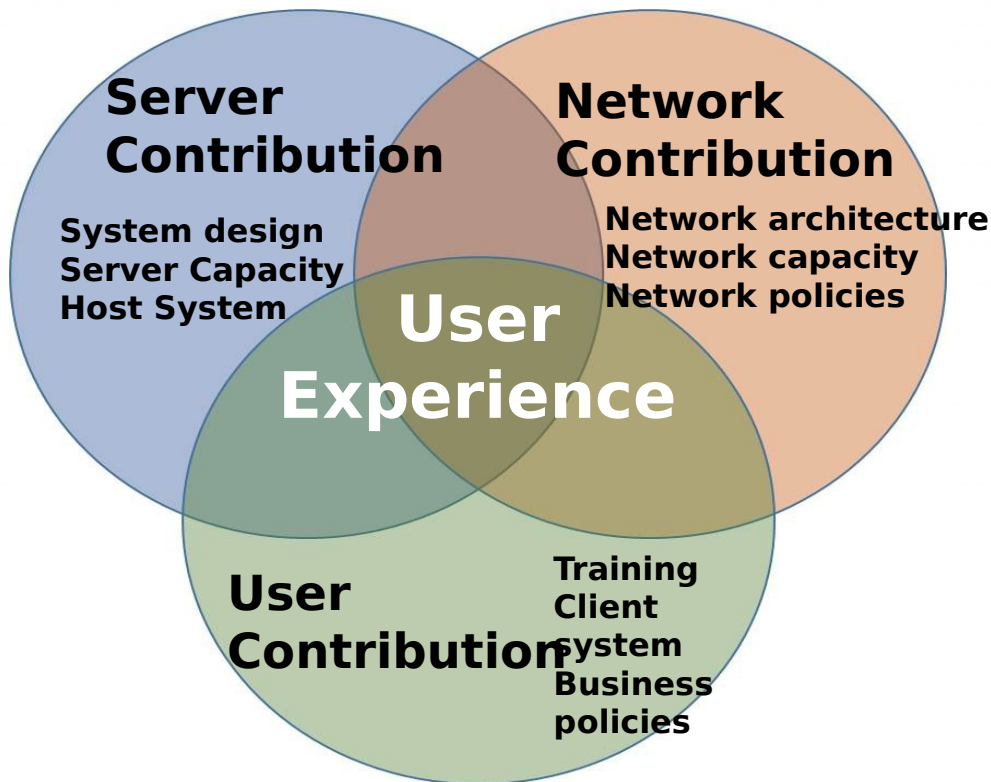 Server
Contribution
System design
Server Capacity
Host System
Network
Contribution
Network architecture
Network capacity
Network policies
User
Experience
User
Contribution
Training
Client
system
Business
policies